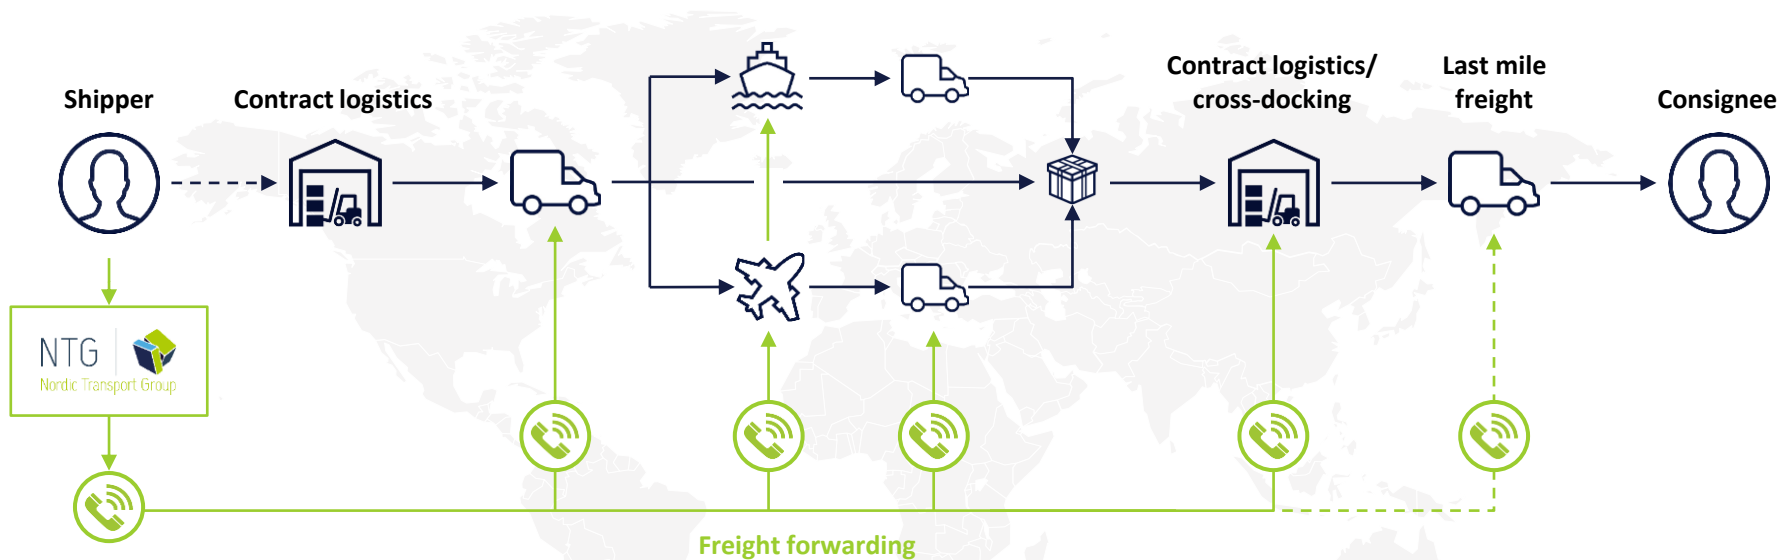 Shipper
Contract logistics
Contract logistics/
cross-docking
Last mile
freight
Consignee
NTG
Nordic Transport Group
Freight forwarding